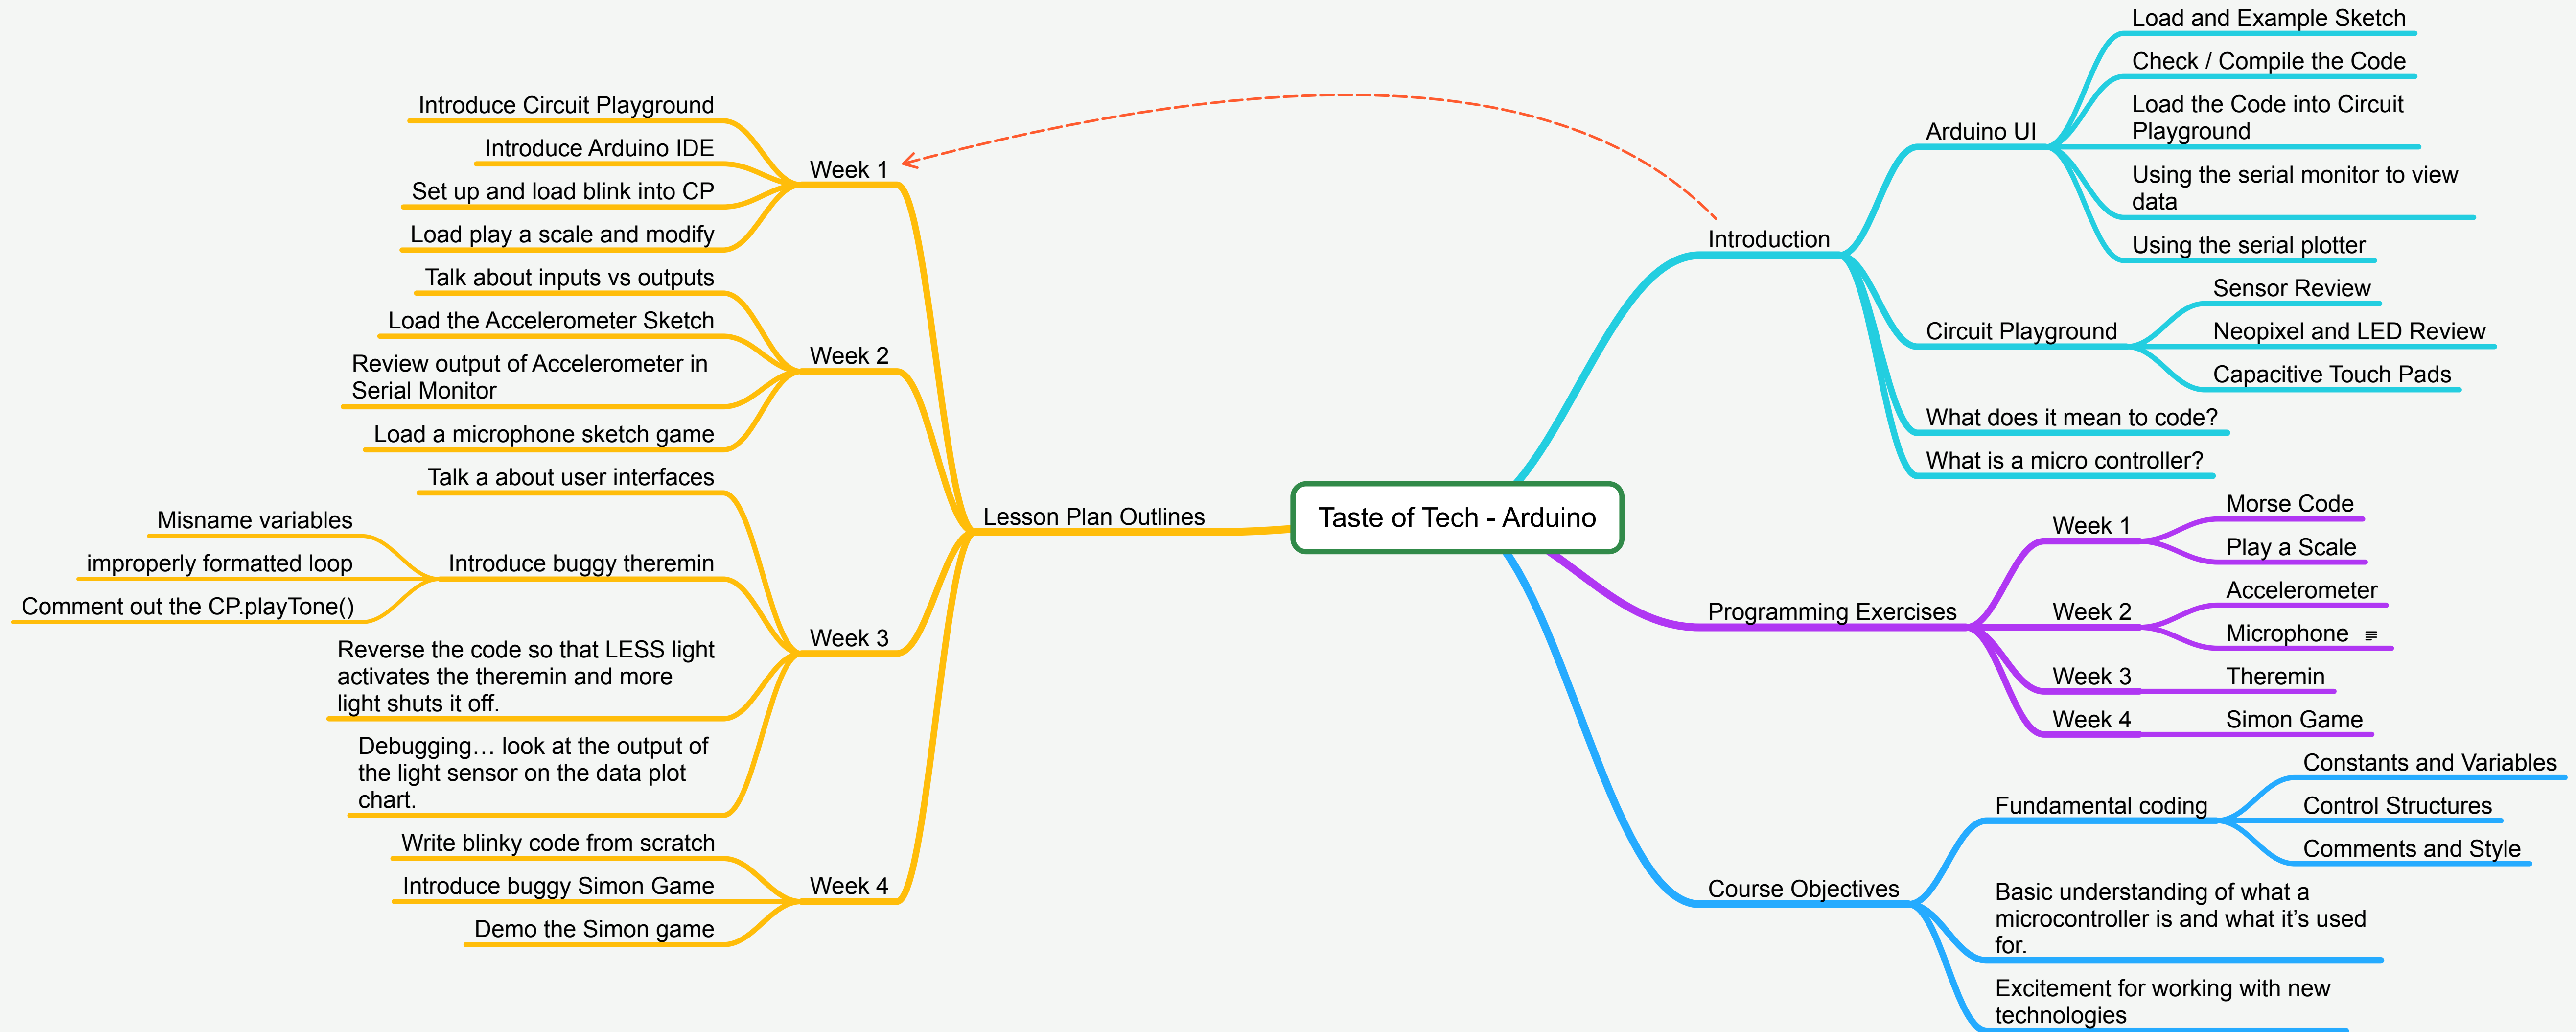 Taste of Tech - Arduino
Introduction
Arduino UI
Load and Example Sketch
Check / Compile the Code
Load the Code into Circuit
Playground
Using the serial monitor to view
data
Using the serial plotter
Circuit Playground
Sensor Review
Neopixel and LED Review
Capacitive Touch Pads
What does it mean to code?
What is a micro controller?
Programming Exercises
Week 1
Morse Code
Play a Scale
Week 2
Accelerometer
Microphone
Week 3
Theremin
Week 4
Simon Game
Course Objectives
Fundamental coding
Constants and Variables
Control Structures
Comments and Style
Basic understanding of what a
microcontroller is and what it’s used
for.
Excitement for working with new
technologies
Lesson Plan Outlines
Week 1
Introduce Circuit Playground
Introduce Arduino IDE
Set up and load blink into CP
Load play a scale and modify
Week 2
Talk about inputs vs outputs
Load the Accelerometer Sketch
Review output of Accelerometer in
Serial Monitor
Load a microphone sketch game
Week 3
Talk a about user interfaces
Introduce buggy theremin
Misname variables
improperly formatted loop
Comment out the CP.playTone()
Reverse the code so that LESS light
activates the theremin and more
light shuts it off.
Debugging… look at the output of
the light sensor on the data plot
chart.
Week 4
Write blinky code from scratch
Introduce buggy Simon Game
Demo the Simon game